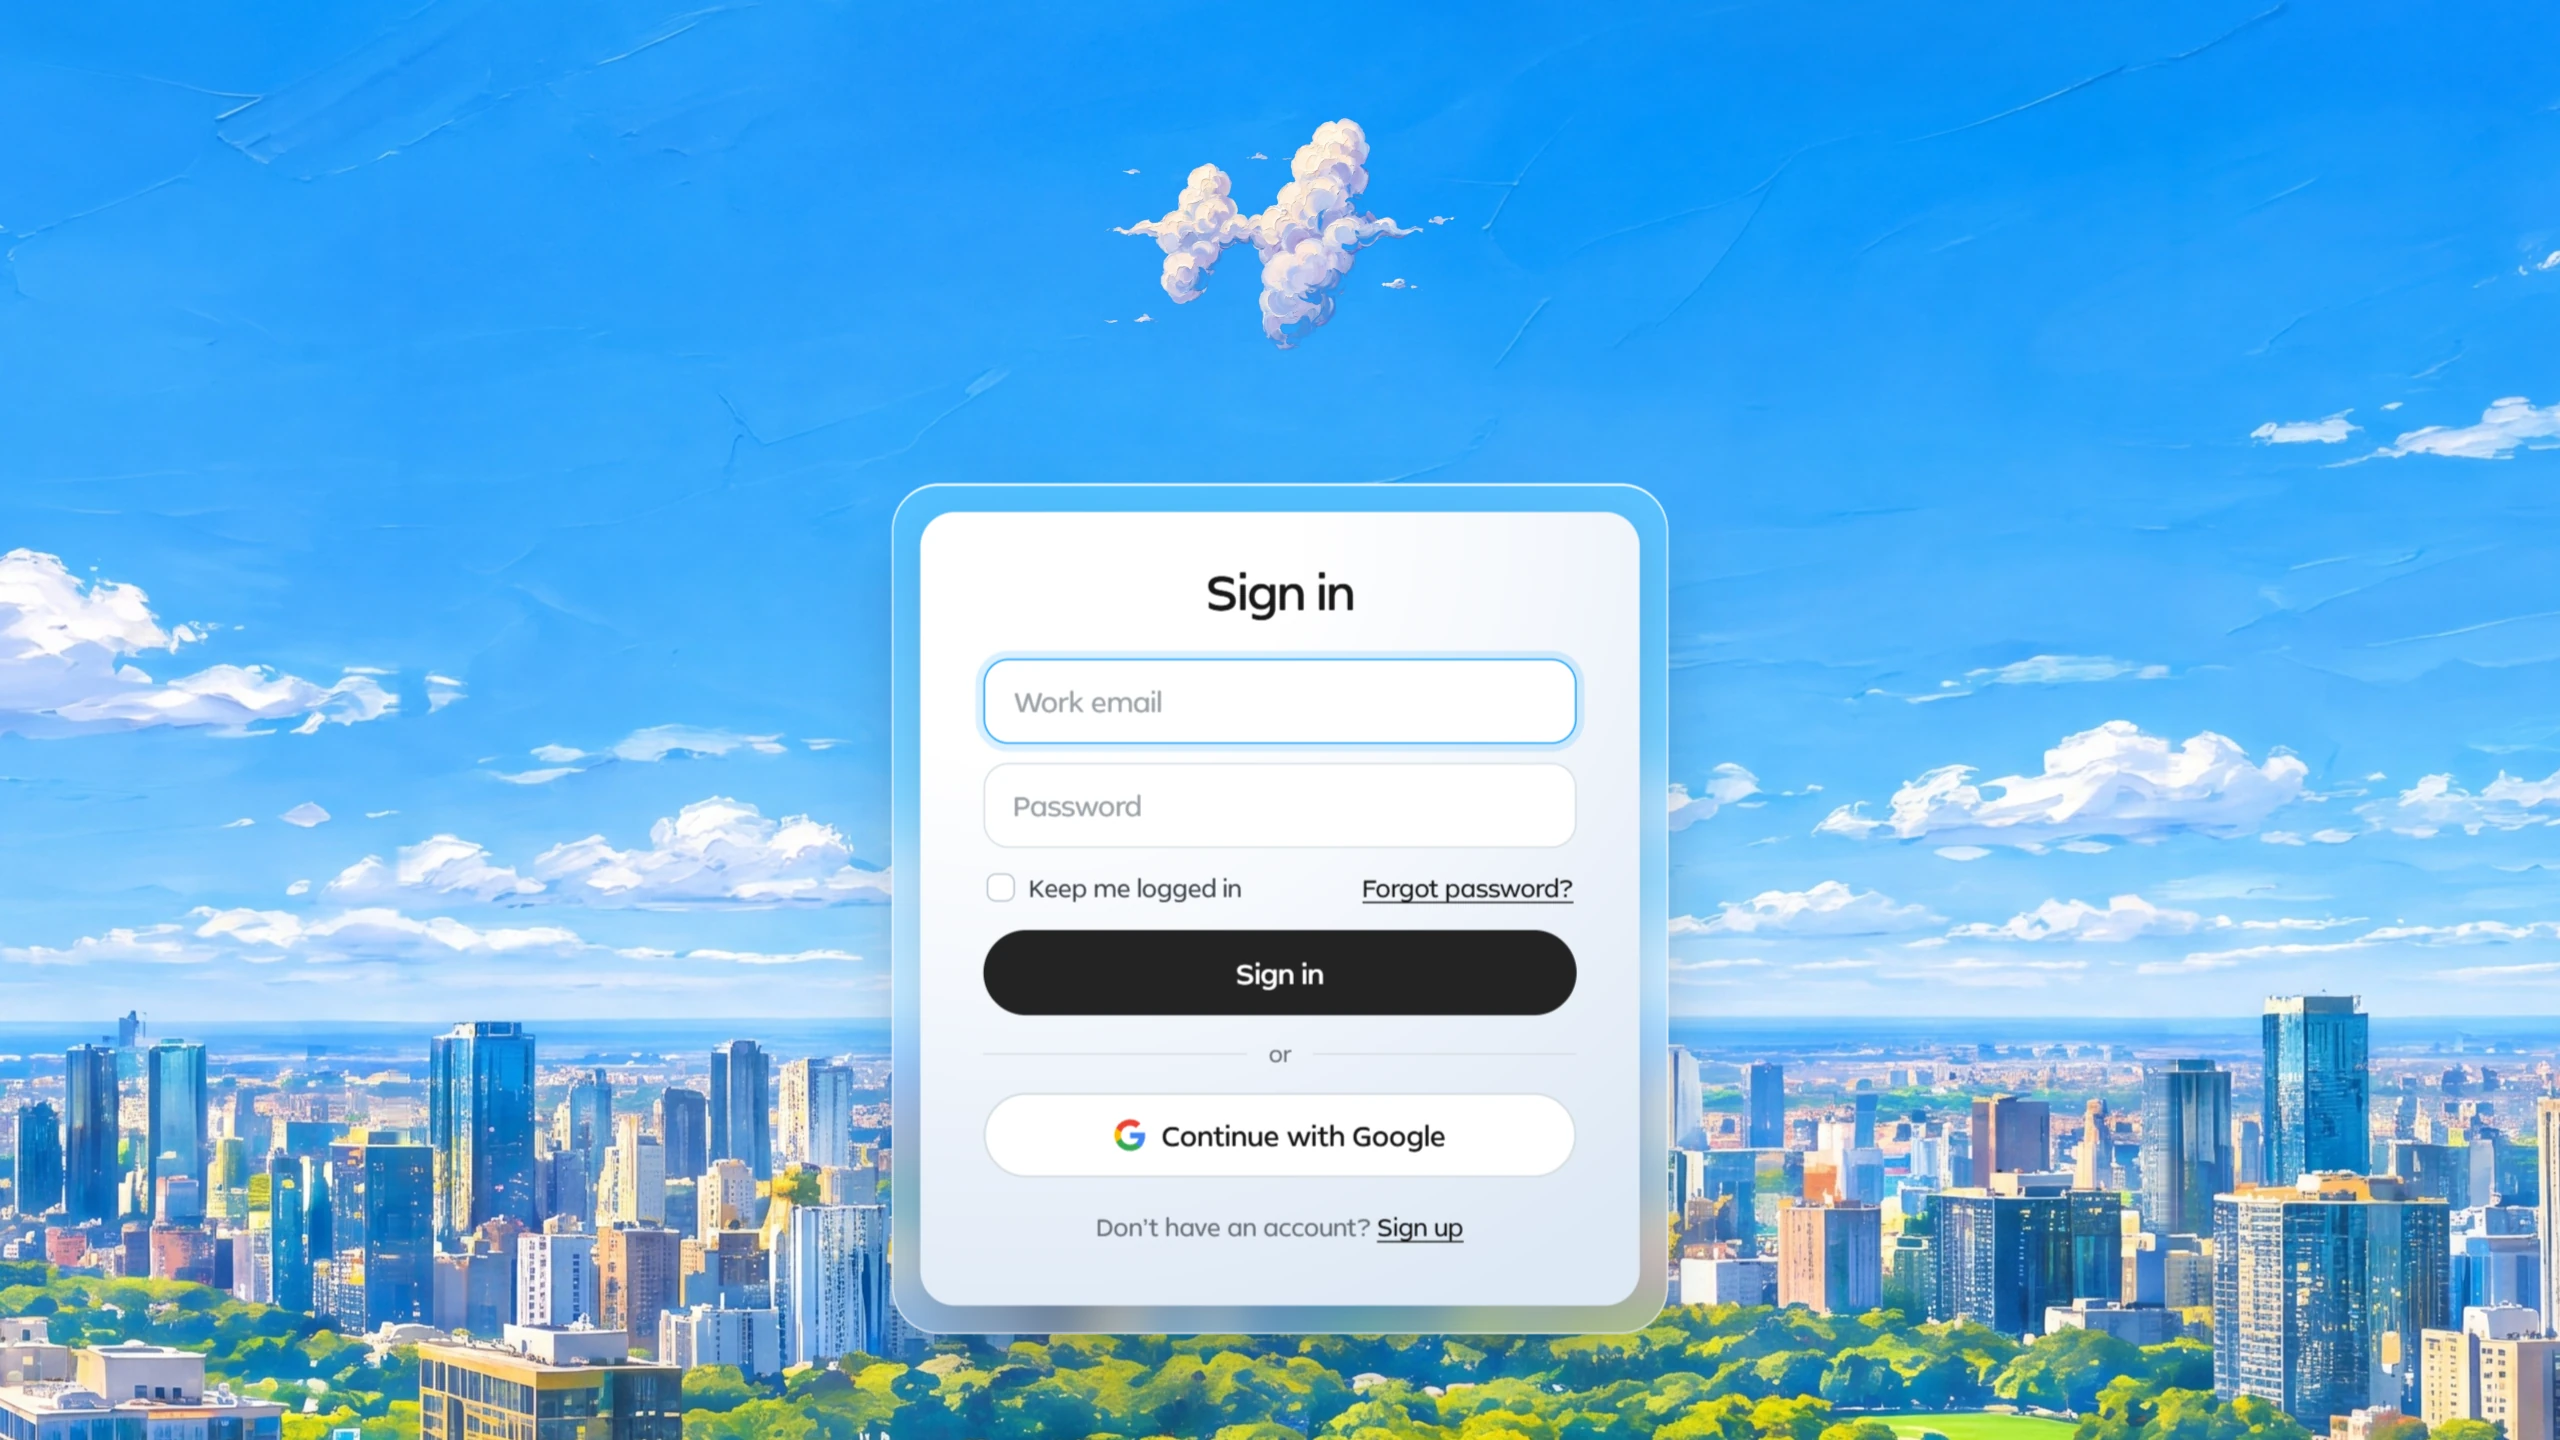 Sign in
Work email
Password
Keep me logged in
Forgot password?
Sign in
or
Continue with Google
Don't have an account? Sign up